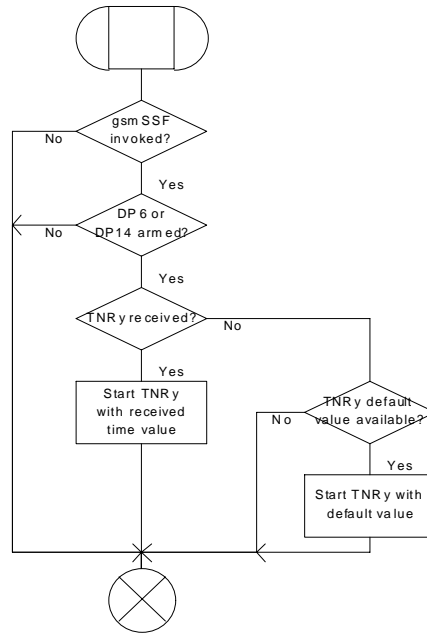 gsmSSF
invoked?
No
Yes
DP6 or
DP14 armed?
No
Yes
TNRy received?
No
Yes
Start TNRy
with received
time value
TNRy default
value available?
No
Yes
Start TNRy with
default value